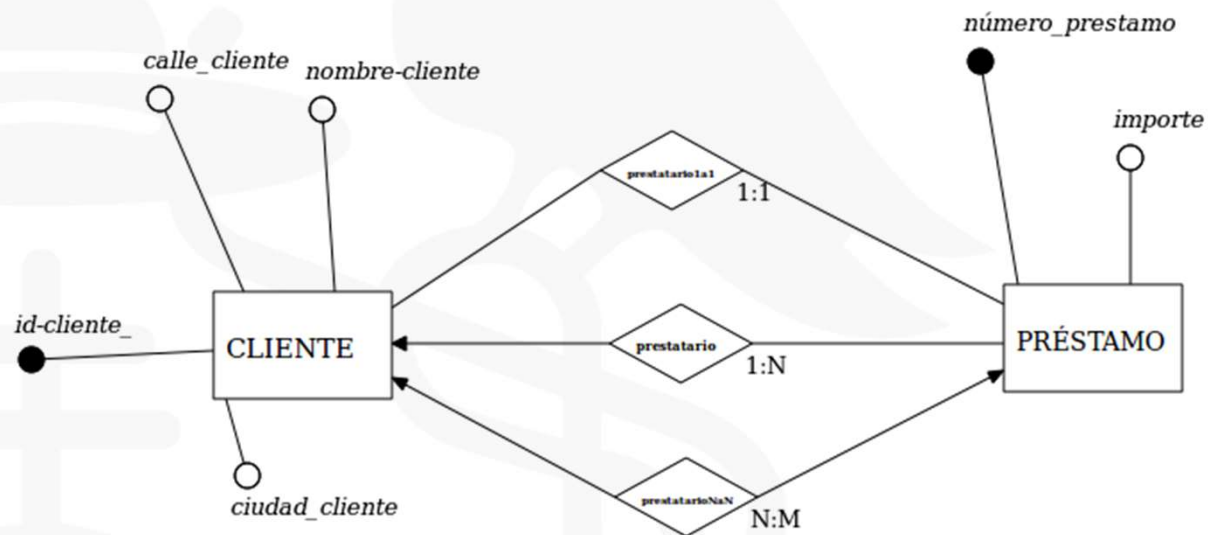 número_prestamo
calle_cliente
nombre-cliente
importe
prestatario1a1
1:1
id-cliente_
CLIENTE
prestatario
1:N
PRÉSTAMO
ciudad_cliente
prestatarioNaN
N:M